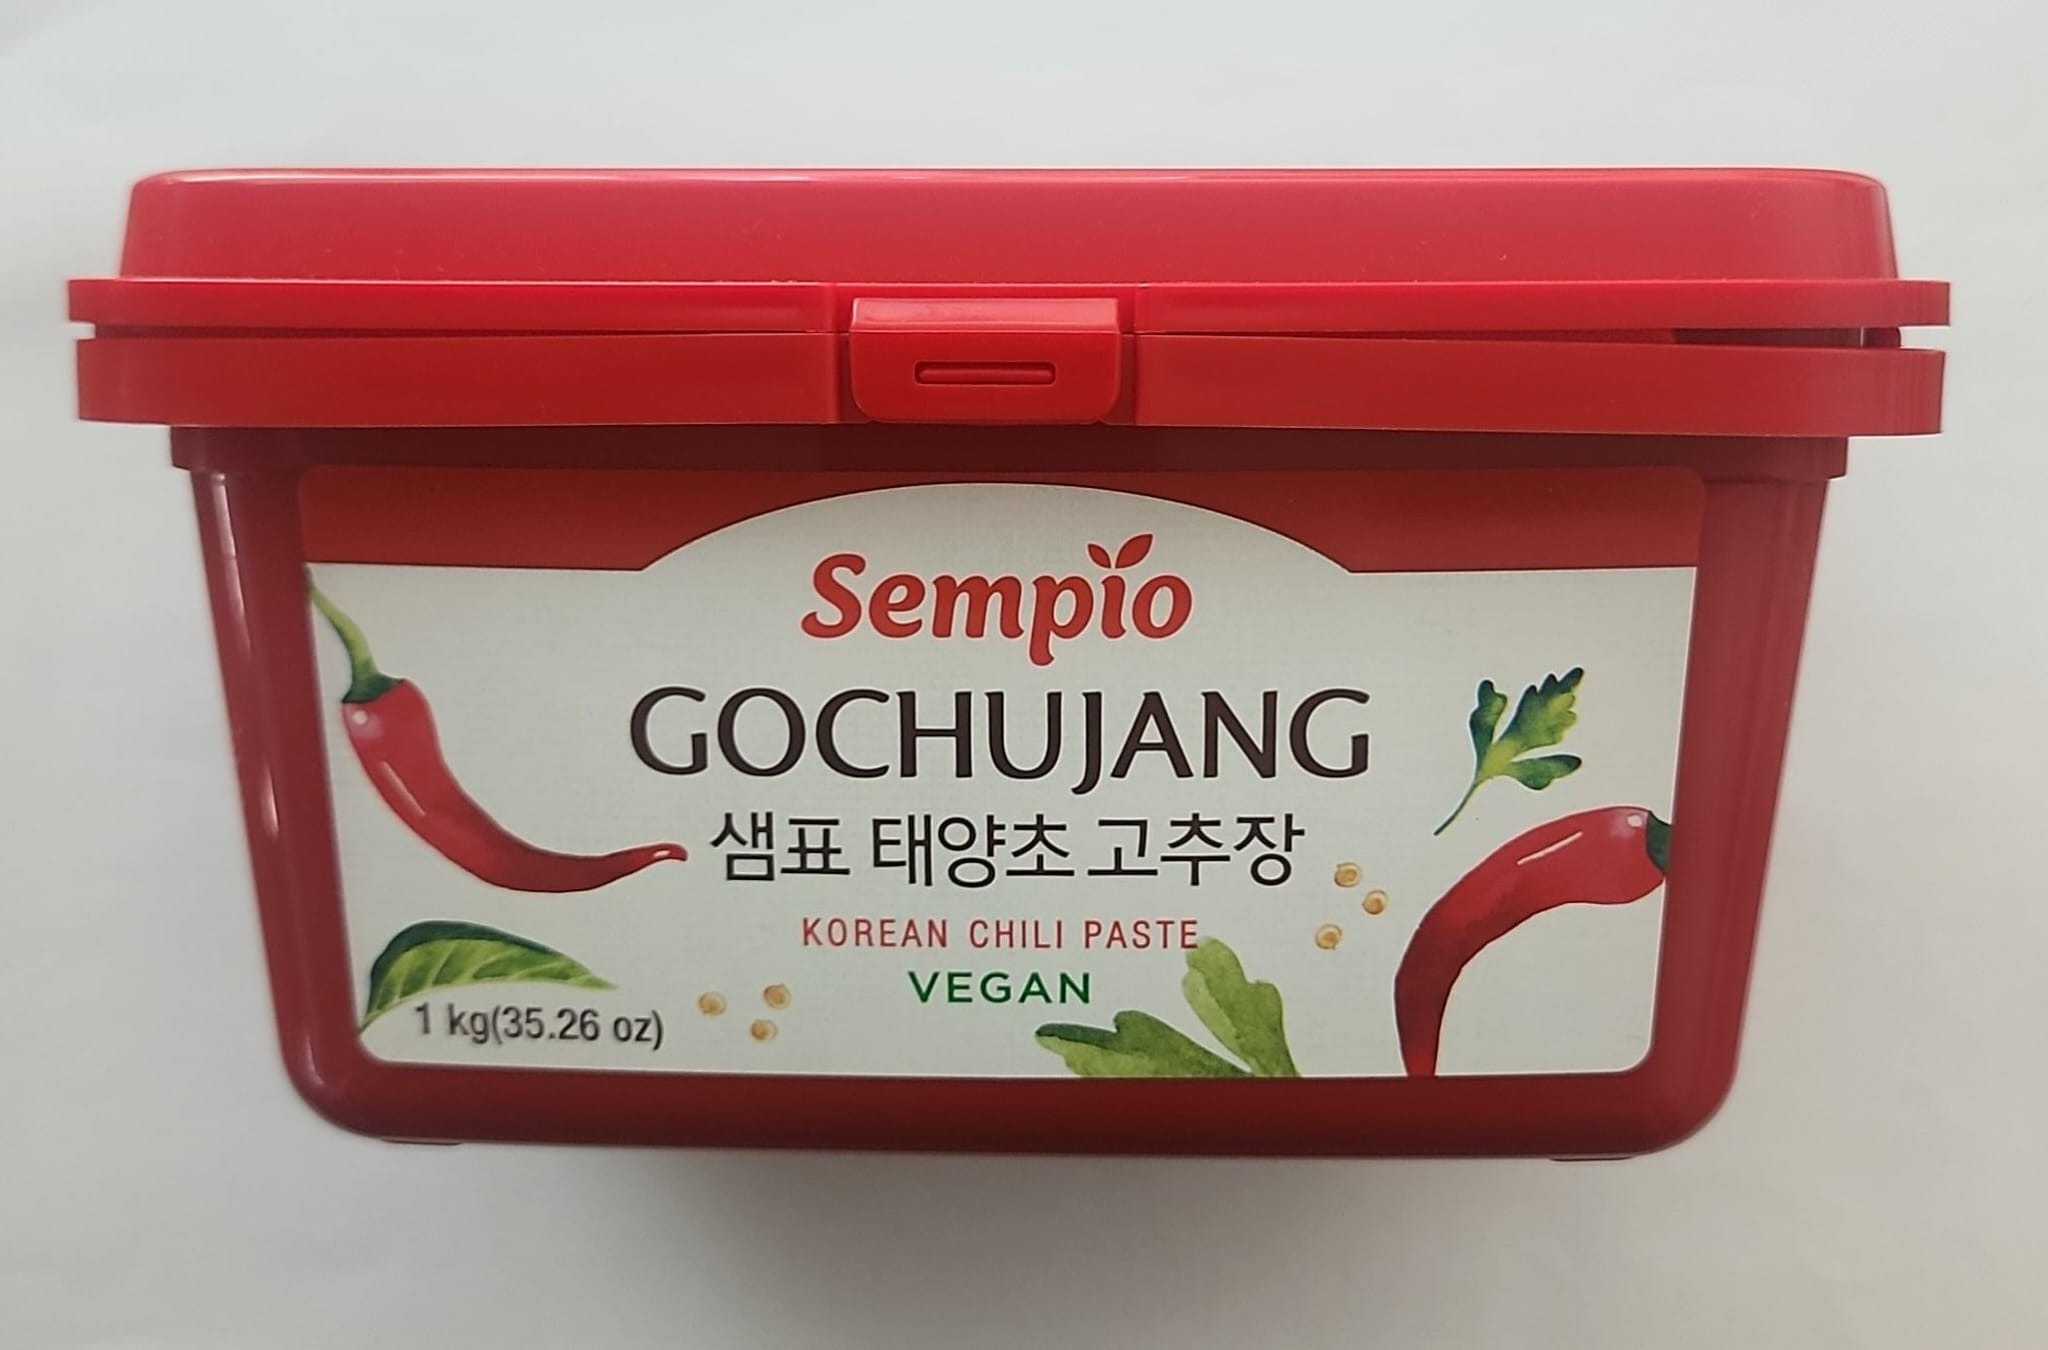 Sempio
GOCHUJANG
샘표 태양초 고추장
KOREAN CHILI PASTE
VEGAN
1 kg(35.26 oz)